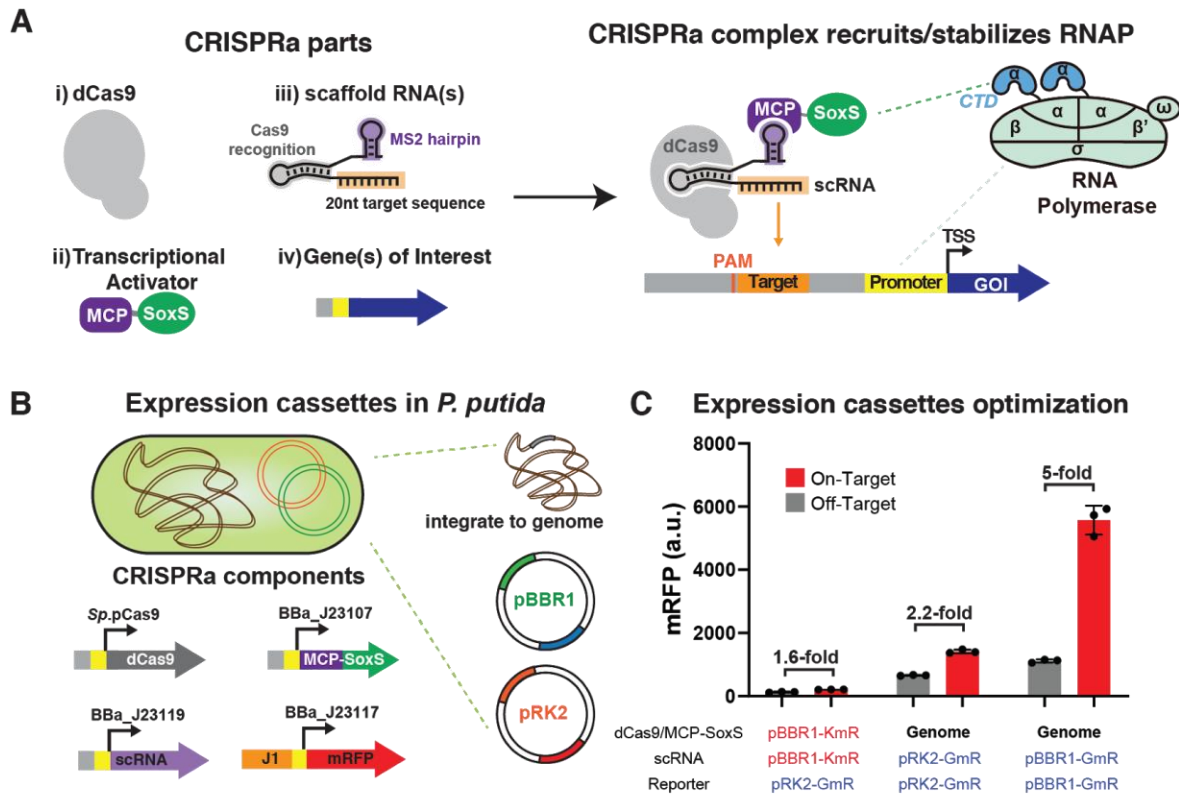 A
CRISPRa parts
i) dCas9
iii) scaffold RNA(s)
Cas9
recognition
MS2 hairpin
20nt target sequence
ii)Transcriptional
Activator
MCP
SoxS
iv)Gene(s) of Interest
CRISPRa complex recruits/stabilizes RNAP
MCP
SoxS
dCas9
scRNA
PAM
Target
Promoter
TSS
GOI
CTD
α
α
α
α
ω
β
β'
σ
RNA
Polymerase
B
Expression cassettes in P. putida
integrate to genome
CRISPRa components
Sp.pCas9
dCas9
BBa_J23107
MCP-SoxS
BBa_J23119
scRNA
BBa_J23117
J1
mRFP
pBBR1
pRK2
C
Expression cassettes optimization
mRFP (a.u.)
8000
6000
4000
2000
0
On-Target
Off-Target
1.6-fold
2.2-fold
5-fold
dCas9/MCP-SoxS pBBR1-KmR Genome Genome
scRNA pBBR1-KmR pRK2-GmR pBBR1-GmR
Reporter pRK2-GmR pRK2-GmR pBBR1-GmR